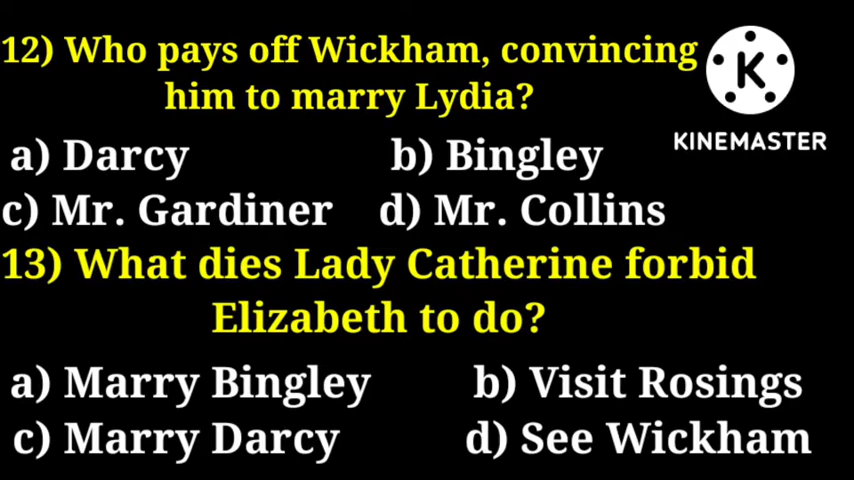 12) Who pays off Wickham, convincing
him to marry Lydia?
K
KINEMASTER
a) Darcy b) Bingley
c) Mr. Gardiner d) Mr. Collins
13) What dies Lady Catherine forbid
Elizabeth to do?
a) Marry Bingley b) Visit Rosings
c) Marry Darcy d) See Wickham